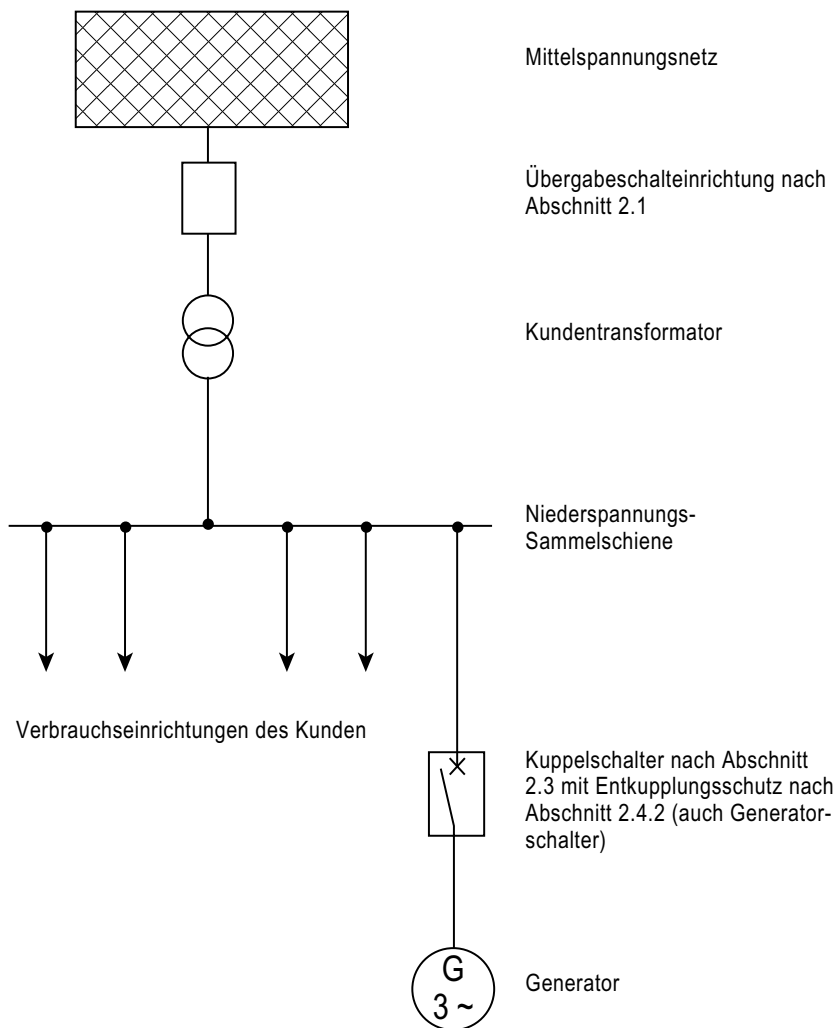 Mittelspannungsnetz
Übergabeschalteinrichtung nach
Abschnitt 2.1
Kundentransformator
Niederspannungs-
Sammelschiene
Verbrauchseinrichtungen des Kunden
Kuppelschalter nach Abschnitt
2.3 mit Entkupplungsschutz nach
Abschnitt 2.4.2 (auch Generator-
schalter)
G
3 ~
Generator